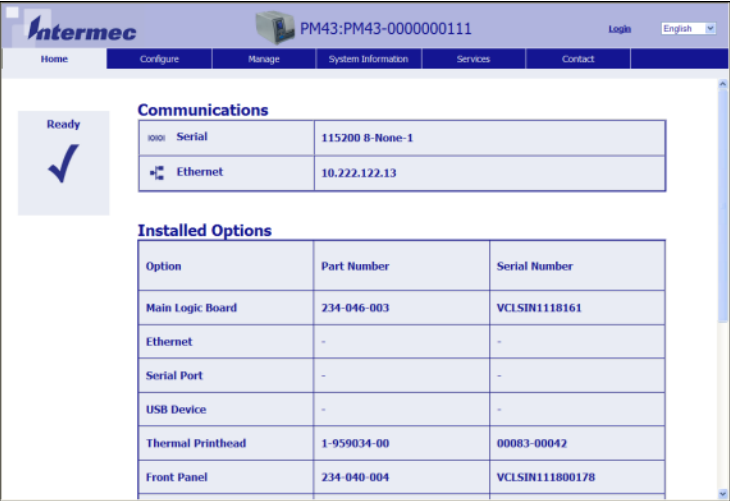 Intermec
PM43:PM43-0000000111
Login
English
Home Configure Manage System Information Services Contact
Ready
Communications
Serial 115200 8-None-1
Ethernet 10.222.122.13
Installed Options
Option Part Number Serial Number
Main Logic Board 234-046-003 VCLSIN1118161
Ethernet - -
Serial Port - -
USB Device - -
Thermal Printhead 1-959034-00 00083-00042
Front Panel 234-040-004 VCLSIN111800178